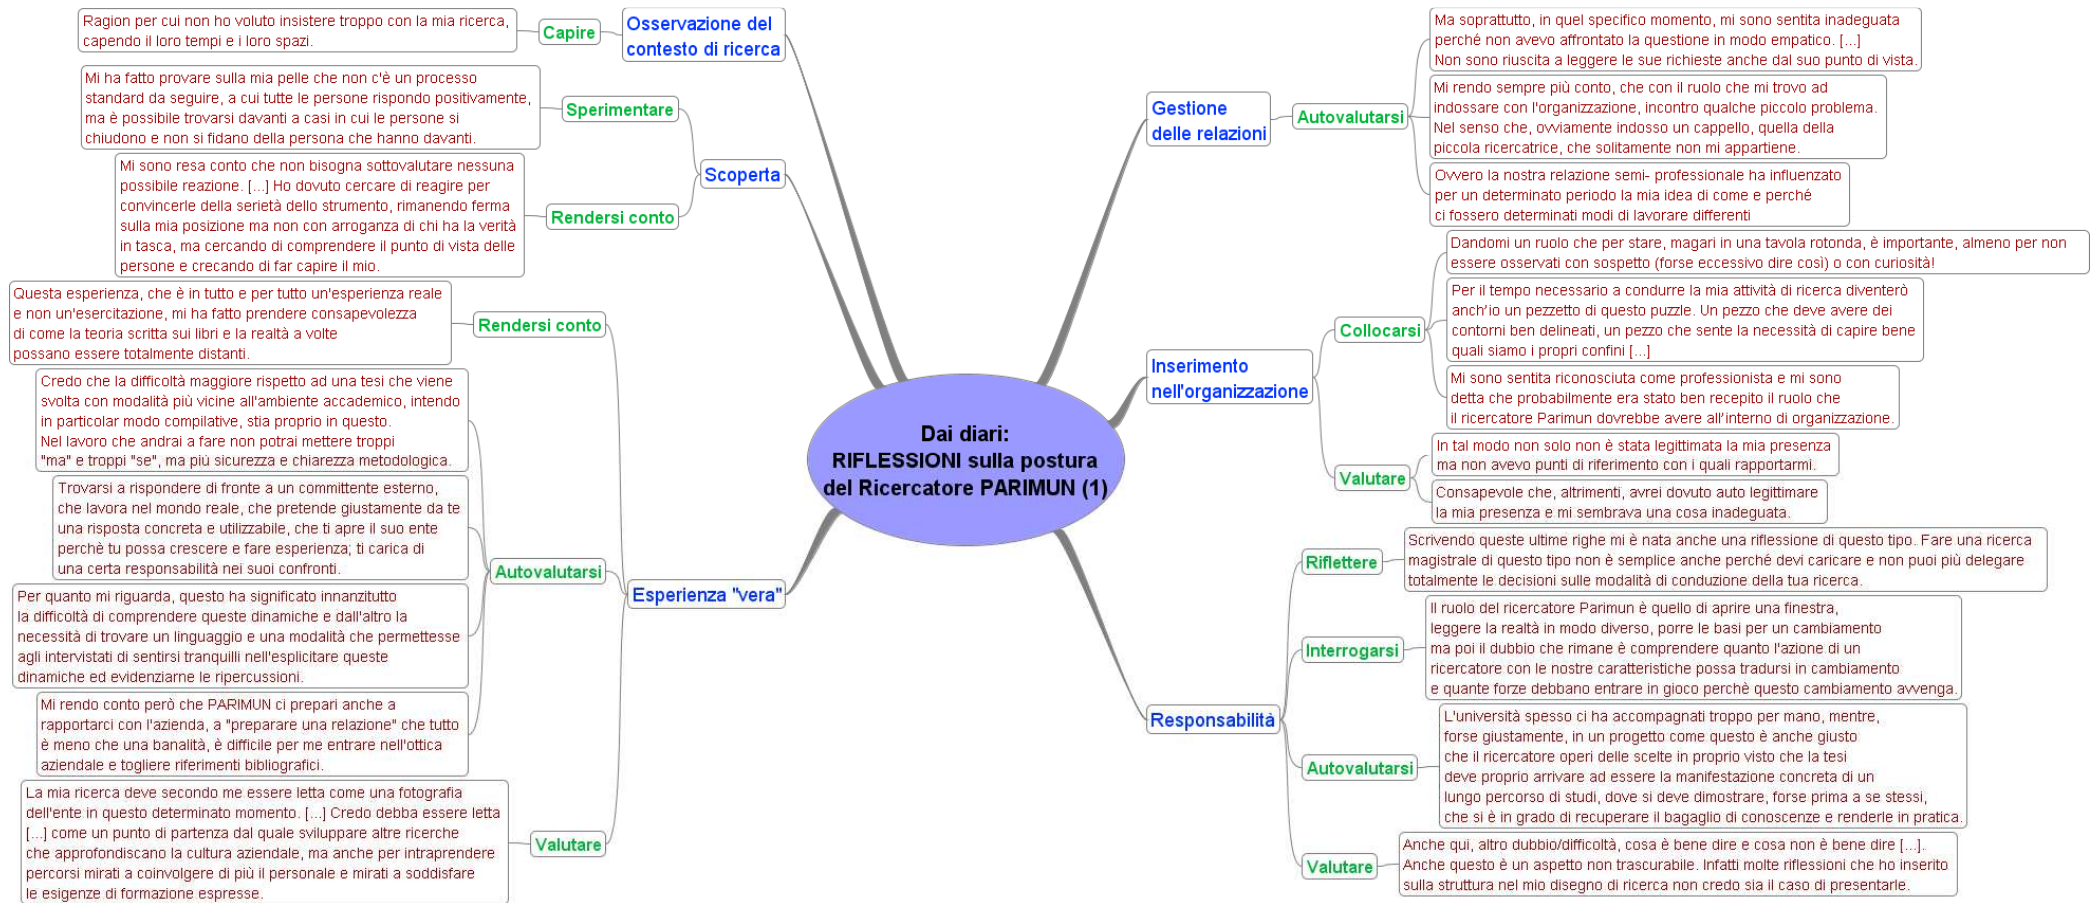 Dai diari:
RIFLESSIONI sulla postura
del Ricercatore PARIMUN (1)
Osservazione del
contesto di ricerca
Capire
Ragion per cui non ho voluto insistere troppo con la mia ricerca,
capendo il loro tempi e i loro spazi.
Scoperta
Sperimentare
Mi ha fatto provare sulla mia pelle che non c'è un processo
standard da seguire, a cui tutte le persone rispondo positivamente,
ma è possibile trovarsi davanti a casi in cui le persone si
chiudono e non si fidano della persona che hanno davanti.
Rendersi conto
Mi sono resa conto che non bisogna sottovalutare nessuna
possibile reazione. [...] Ho dovuto cercare di reagire per
convincerle della serietà dello strumento, rimanendo ferma
sulla mia posizione ma non con arroganza di chi ha la verità
in tasca, ma cercando di comprendere il punto di vista delle
persone e crecando di far capire il mio.
Esperienza "vera"
Rendersi conto
Questa esperienza, che è in tutto e per tutto un'esperienza reale
e non un'esercitazione, mi ha fatto prendere consapevolezza
di come la teoria scritta sui libri e la realtà a volte
possano essere totalmente distanti.
Autovalutarsi
Credo che la difficoltà maggiore rispetto ad una tesi che viene
svolta con modalità più vicine all'ambiente accademico, intendo
in particolar modo compilative, stia proprio in questo.
Nel lavoro che andrai a fare non potrai mettere troppi
"ma" e troppi "se", ma più sicurezza e chiarezza metodologica.
Trovarsi a rispondere di fronte a un committente esterno,
che lavora nel mondo reale, che pretende giustamente da te
una risposta concreta e utilizzabile, che ti apre il suo ente
perchè tu possa crescere e fare esperienza; ti carica di
una certa responsabilità nei suoi confronti.
Per quanto mi riguarda, questo ha significato innanzitutto
la difficoltà di comprendere queste dinamiche e dall'altro la
necessità di trovare un linguaggio e una modalità che permettesse
agli intervistati di sentirsi tranquilli nell'esplicitare queste
dinamiche ed evidenziarne le ripercussioni.
Mi rendo conto però che PARIMUN ci prepari anche a
rapportarci con l'azienda, a "preparare una relazione" che tutto
è meno che una banalità, è difficile per me entrare nell'ottica
aziendale e togliere riferimenti bibliografici.
Valutare
La mia ricerca deve secondo me essere letta come una fotografia
dell'ente in questo determinato momento. [...] Credo debba essere letta
[...] come un punto di partenza dal quale sviluppare altre ricerche
che approfondiscano la cultura aziendale, ma anche per intraprendere
percorsi mirati a coinvolgere di più il personale e mirati a soddisfare
le esigenze di formazione espresse.
Gestione
delle relazioni
Autovalutarsi
Ma soprattutto, in quel specifico momento, mi sono sentita inadeguata
perché non avevo affrontato la questione in modo empatico. [...]
Non sono riuscita a leggere le sue richieste anche dal suo punto di vista.
Mi rendo sempre più conto, che con il ruolo che mi trovo ad
indossare con l'organizzazione, incontro qualche piccolo problema.
Nel senso che, ovviamente indosso un cappello, quella della
piccola ricercatrice, che solitamente non mi appartiene.
Ovvero la nostra relazione semi- professionale ha influenzato
per un determinato periodo la mia idea di come e perché
ci fossero determinati modi di lavorare differenti
Inserimento
nell'organizzazione
Collocarsi
Dandomi un ruolo che per stare, magari in una tavola rotonda, è importante, almeno per non
essere osservati con sospetto (forse eccessivo dire così) o con curiosità!
Per il tempo necessario a condurre la mia attività di ricerca diventerò
anch'io un pezzetto di questo puzzle. Un pezzo che deve avere dei
contorni ben delineati, un pezzo che sente la necessità di capire bene
quali siamo i propri confini [...]
Mi sono sentita riconosciuta come professionista e mi sono
detta che probabilmente era stato ben recepito il ruolo che
il ricercatore Parimun dovrebbe avere all'interno di organizzazione.
Valutare
In tal modo non solo non è stata legittimata la mia presenza
ma non avevo punti di riferimento con i quali rapportarmi.
Consapevole che, altrimenti, avrei dovuto auto legittimare
la mia presenza e mi sembrava una cosa inadeguata.
Responsabilità
Riflettere
Scrivendo queste ultime righe mi è nata anche una riflessione di questo tipo. Fare una ricerca
magistrale di questo tipo non è semplice anche perché devi caricare e non puoi più delegare
totalmente le decisioni sulle modalità di conduzione della tua ricerca.
Interrogarsi
Il ruolo del ricercatore Parimun è quello di aprire una finestra,
leggere la realtà in modo diverso, porre le basi per un cambiamento
ma poi il dubbio che rimane è comprendere quanto l'azione di un
ricercatore con le nostre caratteristiche possa tradursi in cambiamento
e quante forze debbano entrare in gioco perchè questo cambiamento avvenga.
Autovalutarsi
L'università spesso ci ha accompagnati troppo per mano, mentre,
forse giustamente, in un progetto come questo è anche giusto
che il ricercatore operi delle scelte in proprio visto che la tesi
deve proprio arrivare ad essere la manifestazione concreta di un
lungo percorso di studi, dove si deve dimostrare, forse prima a se stessi,
che si è in grado di recuperare il bagaglio di conoscenze e renderle in pratica.
Valutare
Anche qui, altro dubbio/difficoltà, cosa è bene dire e cosa non è bene dire [...].
Anche questo è un aspetto non trascurabile. Infatti molte riflessioni che ho inserito
sulla struttura nel mio disegno di ricerca non credo sia il caso di presentarle.